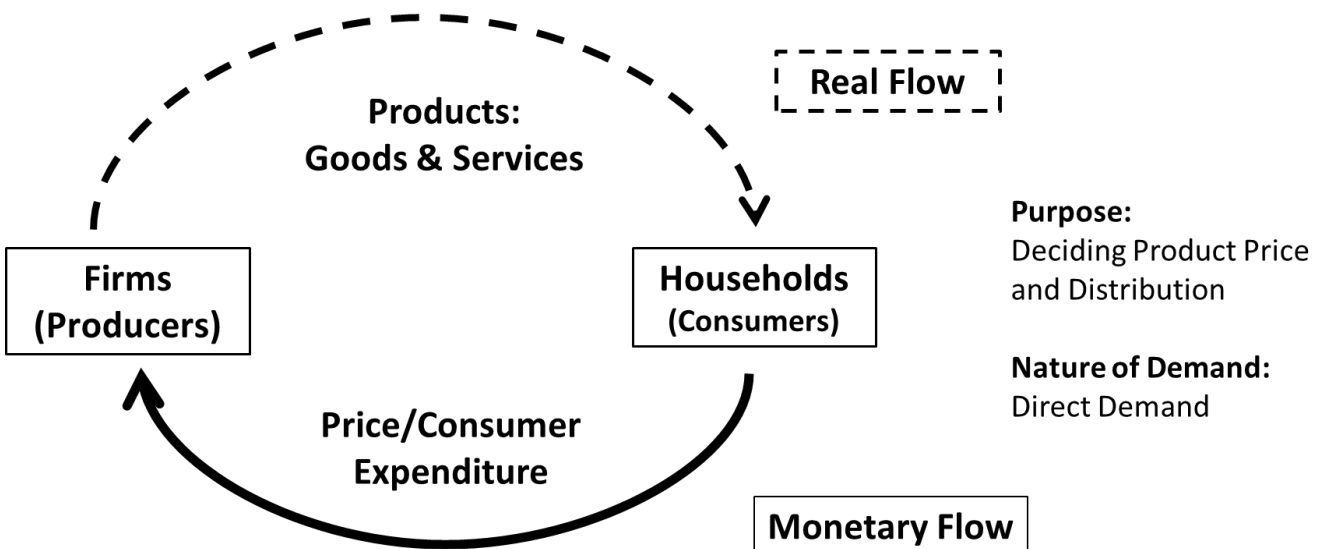 Real Flow
Products:
Goods & Services
Purpose:
Deciding Product Price
and Distribution
Firms
(Producers)
Households
(Consumers)
Nature of Demand:
Direct Demand
Price/Consumer
Expenditure
Monetary Flow